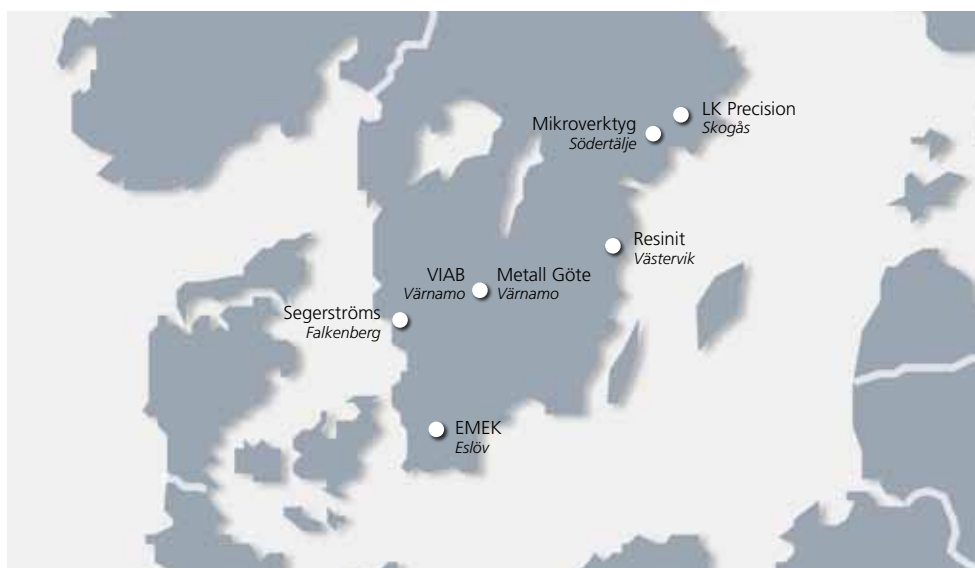 LK Precision
Skogås
Mikroverktyg
Södertälje
Resinit
Västervik
VIAB
Värnamo
Metall Göte
Värnamo
Segerströms
Falkenberg
EMEK
Eslöv